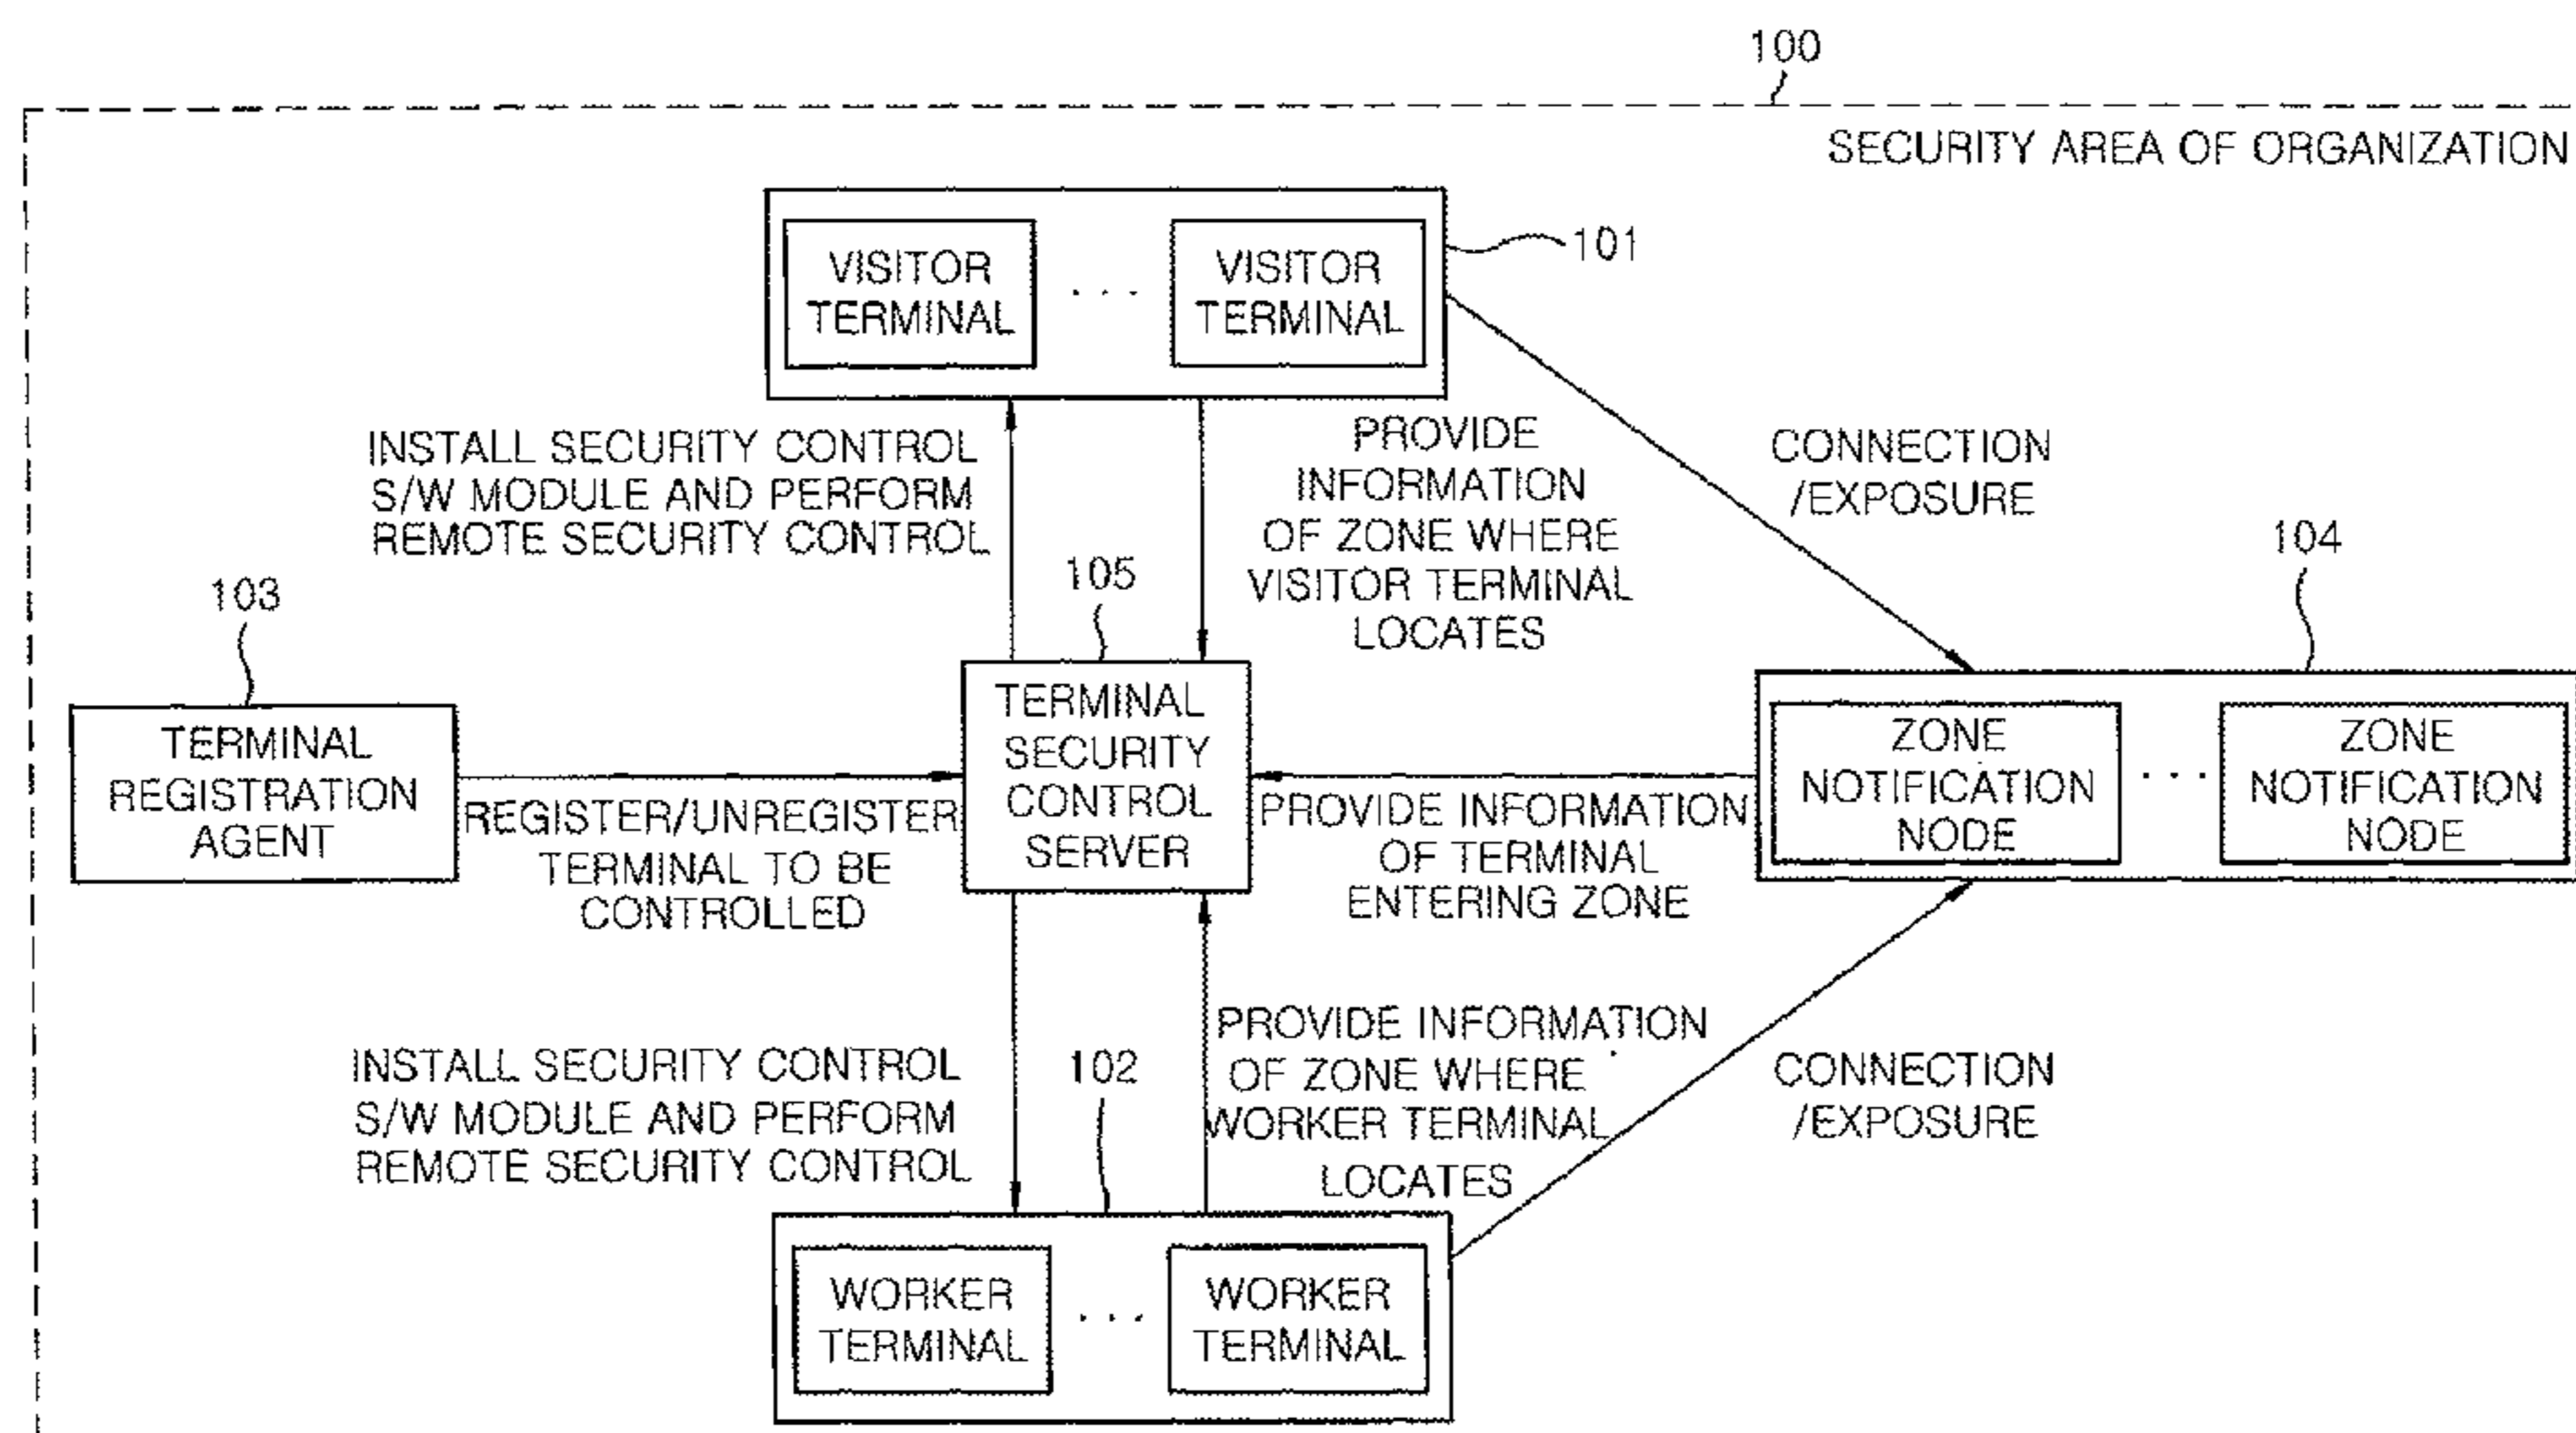 100
SECURITY AREA OF ORGANIZATION
101
VISITOR
TERMINAL
. . .
VISITOR
TERMINAL
INSTALL SECURITY CONTROL
S/W MODULE AND PERFORM
REMOTE SECURITY CONTROL
PROVIDE
INFORMATION
OF ZONE WHERE
VISITOR TERMINAL
LOCATES
CONNECTION
/EXPOSURE
103
105
104
TERMINAL
REGISTRATION
AGENT
REGISTER/UNREGISTER
TERMINAL TO BE
CONTROLLED
TERMINAL
SECURITY
CONTROL
SERVER
PROVIDE INFORMATION
OF TERMINAL
ENTERING ZONE
ZONE
NOTIFICATION
NODE
. . .
ZONE
NOTIFICATION
NODE
INSTALL SECURITY CONTROL
S/W MODULE AND PERFORM
REMOTE SECURITY CONTROL
102
PROVIDE INFORMATION
OF ZONE WHERE
WORKER TERMINAL
LOCATES
CONNECTION
/EXPOSURE
WORKER
TERMINAL
. . .
WORKER
TERMINAL